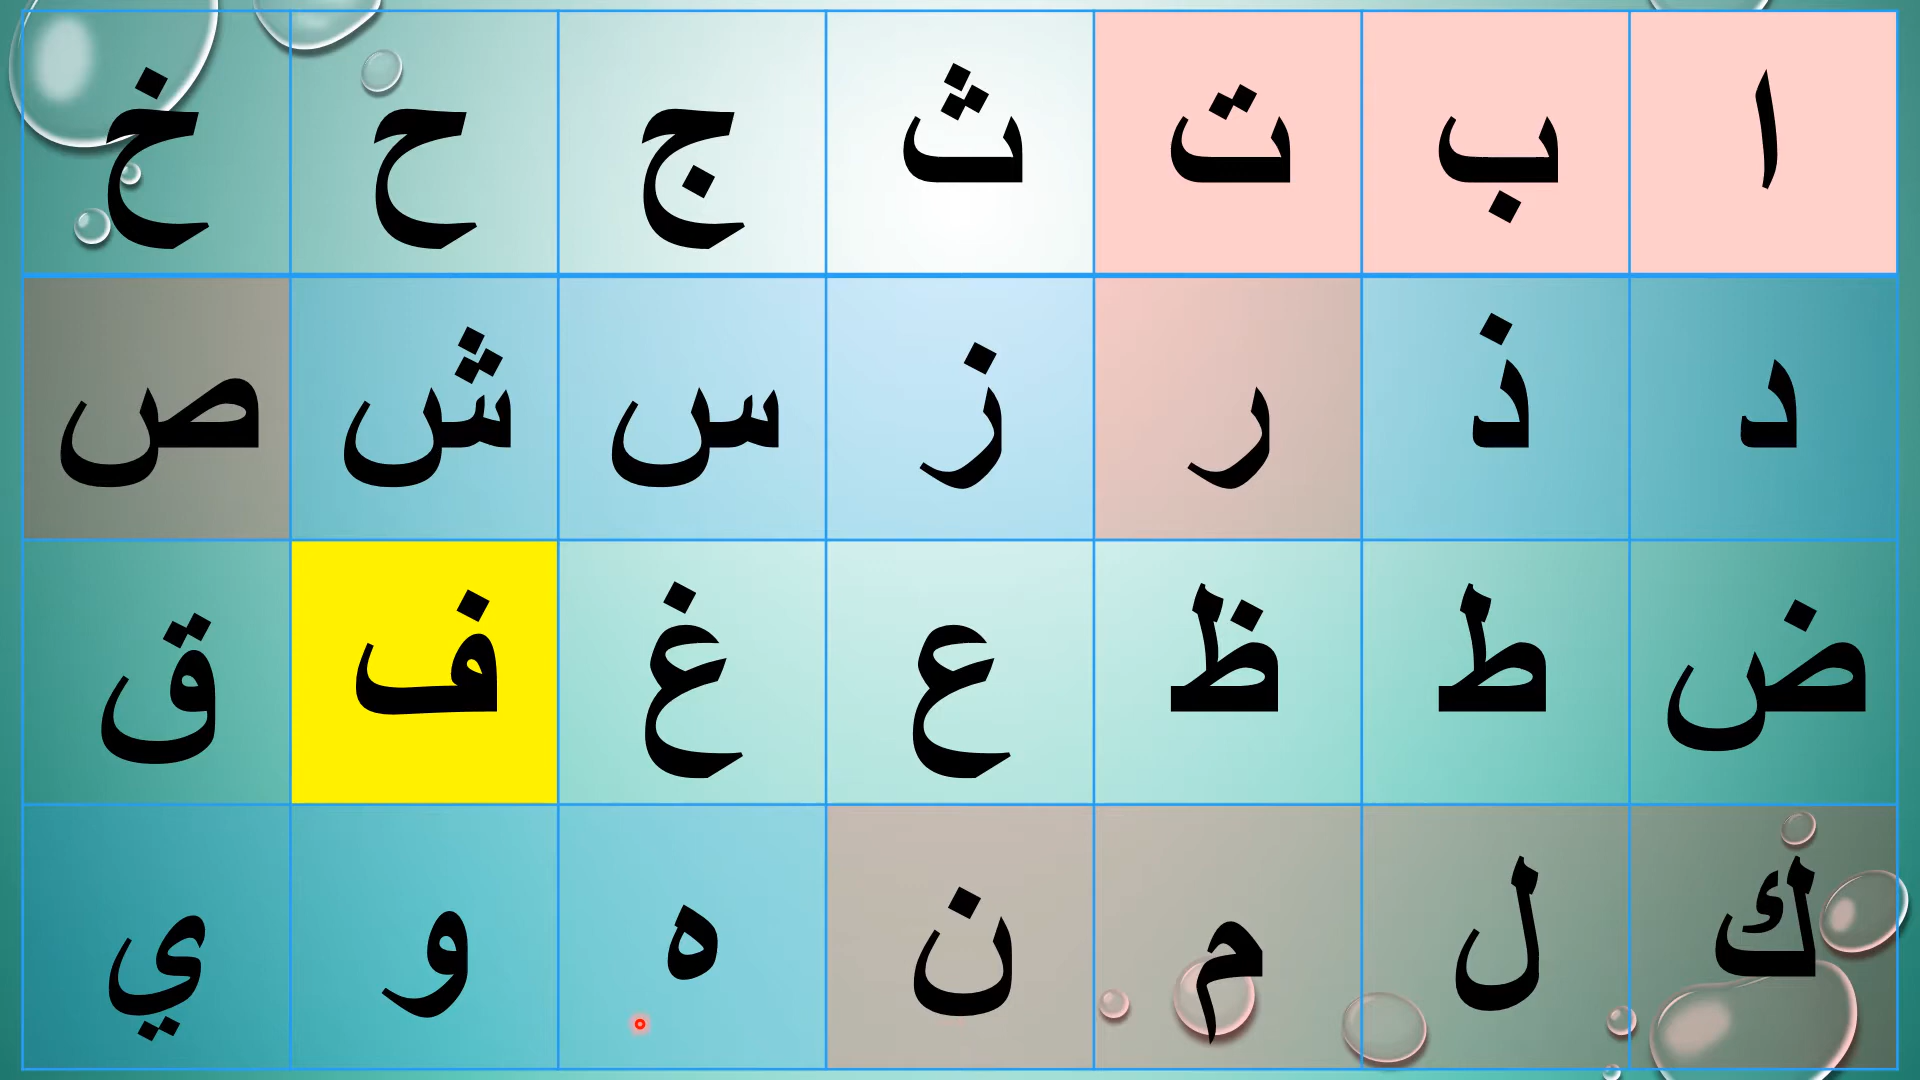 ا ب ت ث ج ح خ
د ذ ر ز س ش ص
ض ط ظ ع غ ف ق
ك ل م ن ه و ي